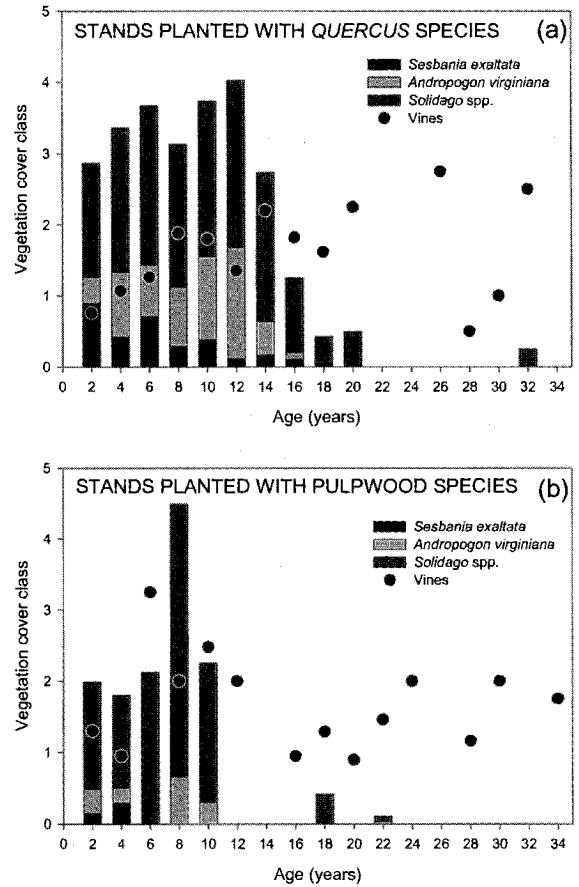 STANDS PLANTED WITH QUERCUS SPECIES (a)
Sesbania exaltata
Andropogon virginiana
Solidago spp.
Vines
Vegetation cover class
5
4
3
2
1
0
0 2 4 6 8 10 12 14 16 18 20 22 24 26 28 30 32 34
Age (years)
STANDS PLANTED WITH PULPWOOD SPECIES (b)
Sesbania exaltata
Andropogon virginiana
Solidago spp.
Vines
Vegetation cover class
5
4
3
2
1
0
0 2 4 6 8 10 12 14 16 18 20 22 24 26 28 30 32 34
Age (years)